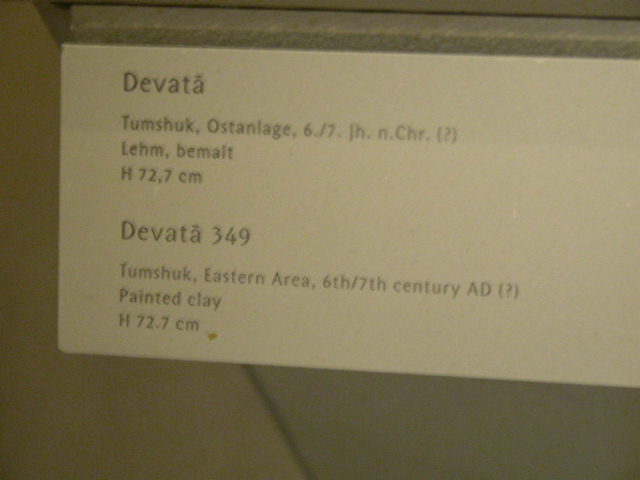 Devatā
Tumshuk, Ostanlage, 6./7. Jh. n.Chr. (?)
Lehm, bemalt
H 72,7 cm
Devatā 349
Tumshuk, Eastern Area, 6th/7th century AD (?)
Painted clay
H 72.7 cm